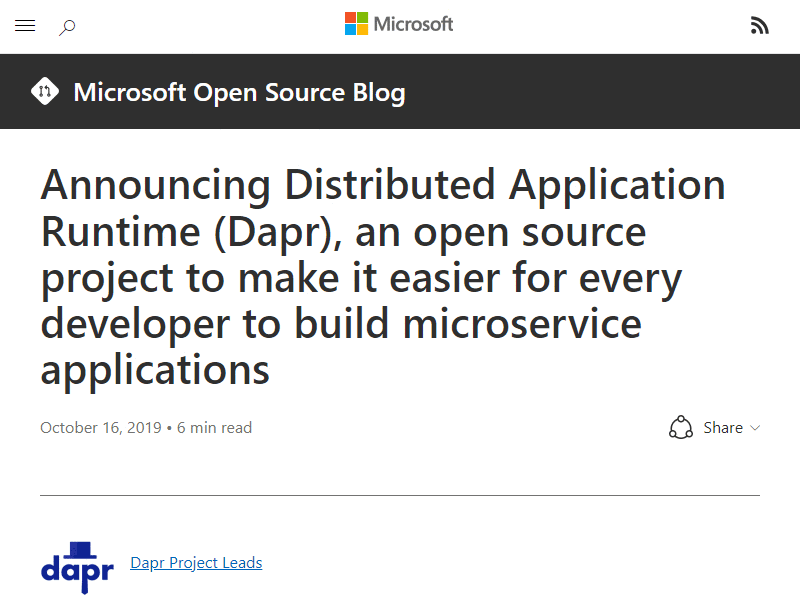 Microsoft
Microsoft Open Source Blog
Announcing Distributed Application
Runtime (Dapr), an open source
project to make it easier for every
developer to build microservice
applications
October 16, 2019 • 6 min read
Share
dapr
Dapr Project Leads